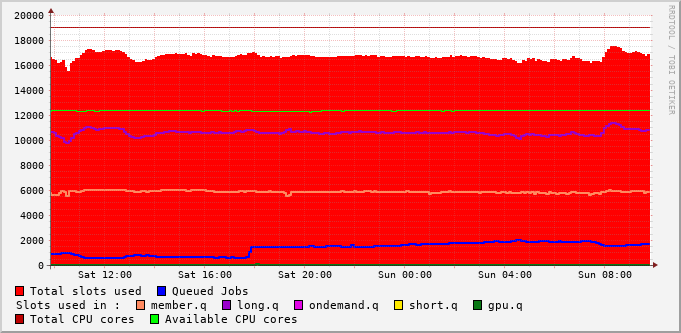 20000
18000
16000
14000
12000
10000
8000
6000
4000
2000
0
Sat 12:00 Sat 16:00 Sat 20:00 Sun 00:00 Sun 04:00 Sun 08:00
Total slots used Queued Jobs
Slots used in : member.q long.q ondemand.q short.q gpu.q
Total CPU cores Available CPU cores
RRDTOOL / TOBI OETIKER